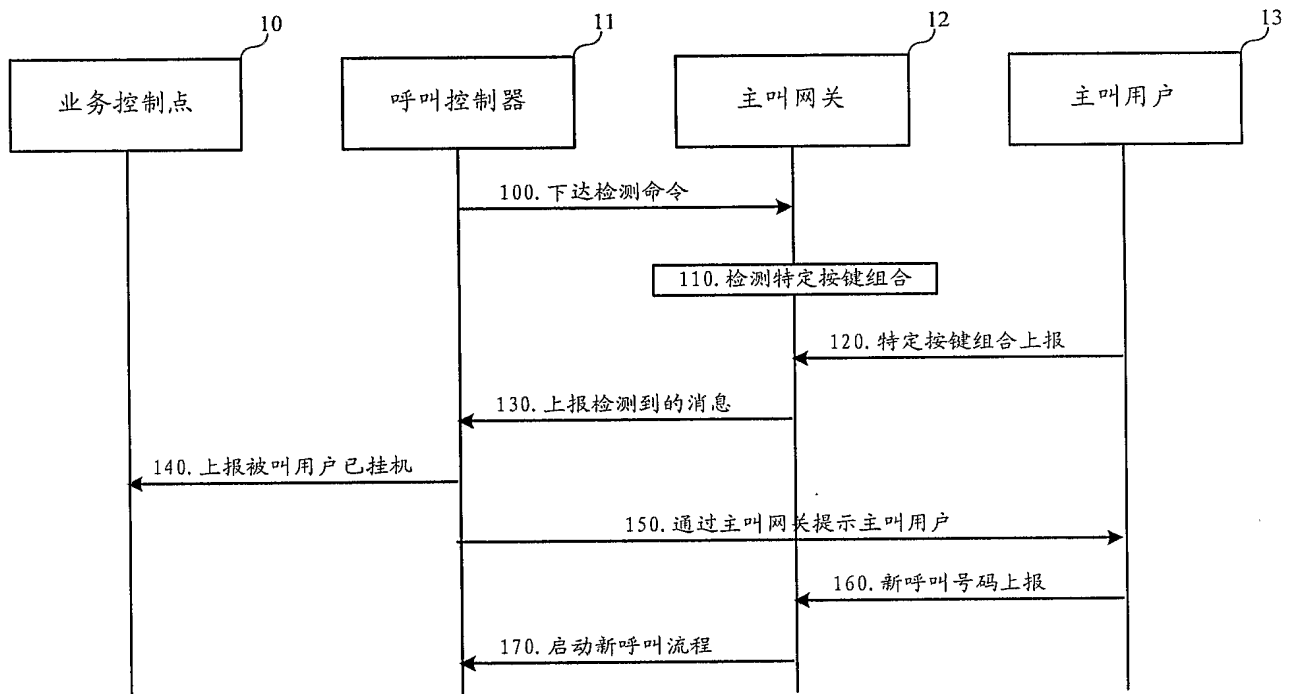 10
11
12
13
业务控制点
呼叫控制器
主叫网关
主叫用户
100.下达检测命令
110.检测特定按键组合
120.特定按键组合上报
130.上报检测到的消息
140.上报被叫用户已挂机
150.通过主叫网关提示主叫用户
160.新呼叫号码上报
170.启动新呼叫流程